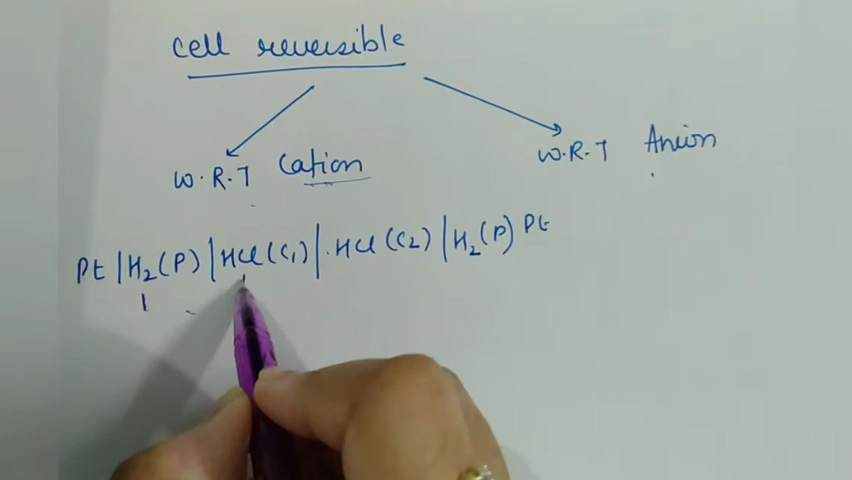 Cell reversible
W.R.T Cation
W.R.T Anion
Pt | H2 (P) | HCl (C1) | HCl (C2) | H2 (P) Pt